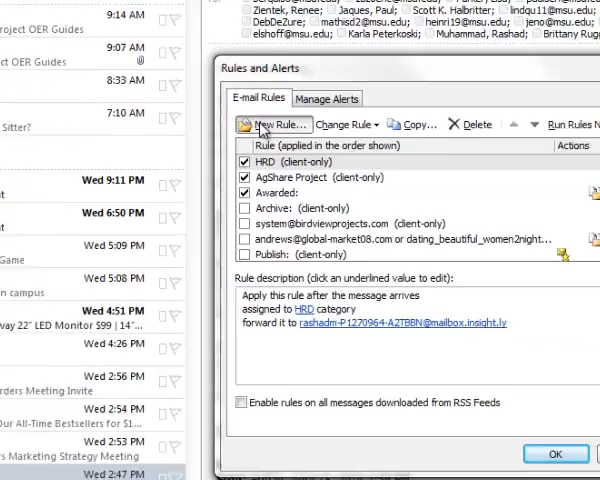 9:14 AM
roject OER Guides
9:07 AM
ct OER Guides
8:33 AM
7:10 AM
Sitter?
Wed 9:11 PM
nt
Wed 6:50 PM
ut
Wed 5:09 PM
Game
Wed 5:08 PM
n campus
Wed 4:51 PM
way 22" LED Monitor $99 | 14"...
Wed 4:26 PM
Wed 2:56 PM
rders Meeting Invite
Wed 2:54 PM
Our All-Time Bestsellers for $1...
Wed 2:53 PM
rs Marketing Strategy Meeting
Wed 2:47 PM
Zientek, Renee; Jaques, Paul; Scott K. Halbritter; lindqu11@msu.edu;
DebDeZure; mathisd2@msu.edu; heinri19@msu.edu; jeno@msu.edu;
elshoff@msu.edu; Karla Peterkoski; Muhammad, Rashad; Brittany Rugg
Rules and Alerts
E-mail Rules Manage Alerts
New Rule... Change Rule Copy... Delete Run Rules N
Rule (applied in the order shown) Actions
HRD (client-only)
AgShare Project (client-only)
Awarded:
Archive: (client-only)
system@birdviewprojects.com (client-only)
andrews@global-market08.com or dating_beautiful_women2night...
Publish: (client-only)
Rule description (click an underlined value to edit):
Apply this rule after the message arrives
assigned to HRD category
forward it to rashadm-P1270964-A2TBBN@mailbox.insight.ly
Enable rules on all messages downloaded from RSS Feeds
OK